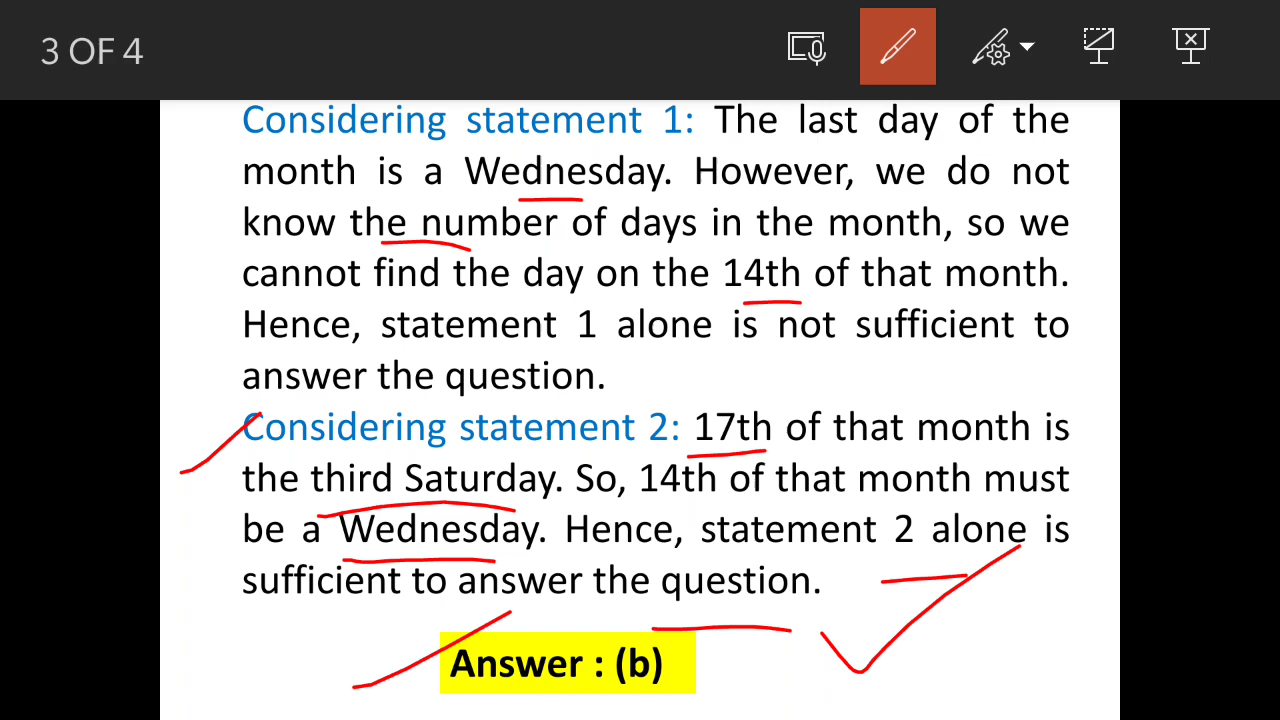 3 OF 4
Considering statement 1: The last day of the
month is a Wednesday. However, we do not
know the number of days in the month, so we
cannot find the day on the 14th of that month.
Hence, statement 1 alone is not sufficient to
answer the question.
Considering statement 2: 17th of that month is
the third Saturday. So, 14th of that month must
be a Wednesday. Hence, statement 2 alone is
sufficient to answer the question.
Answer : (b)